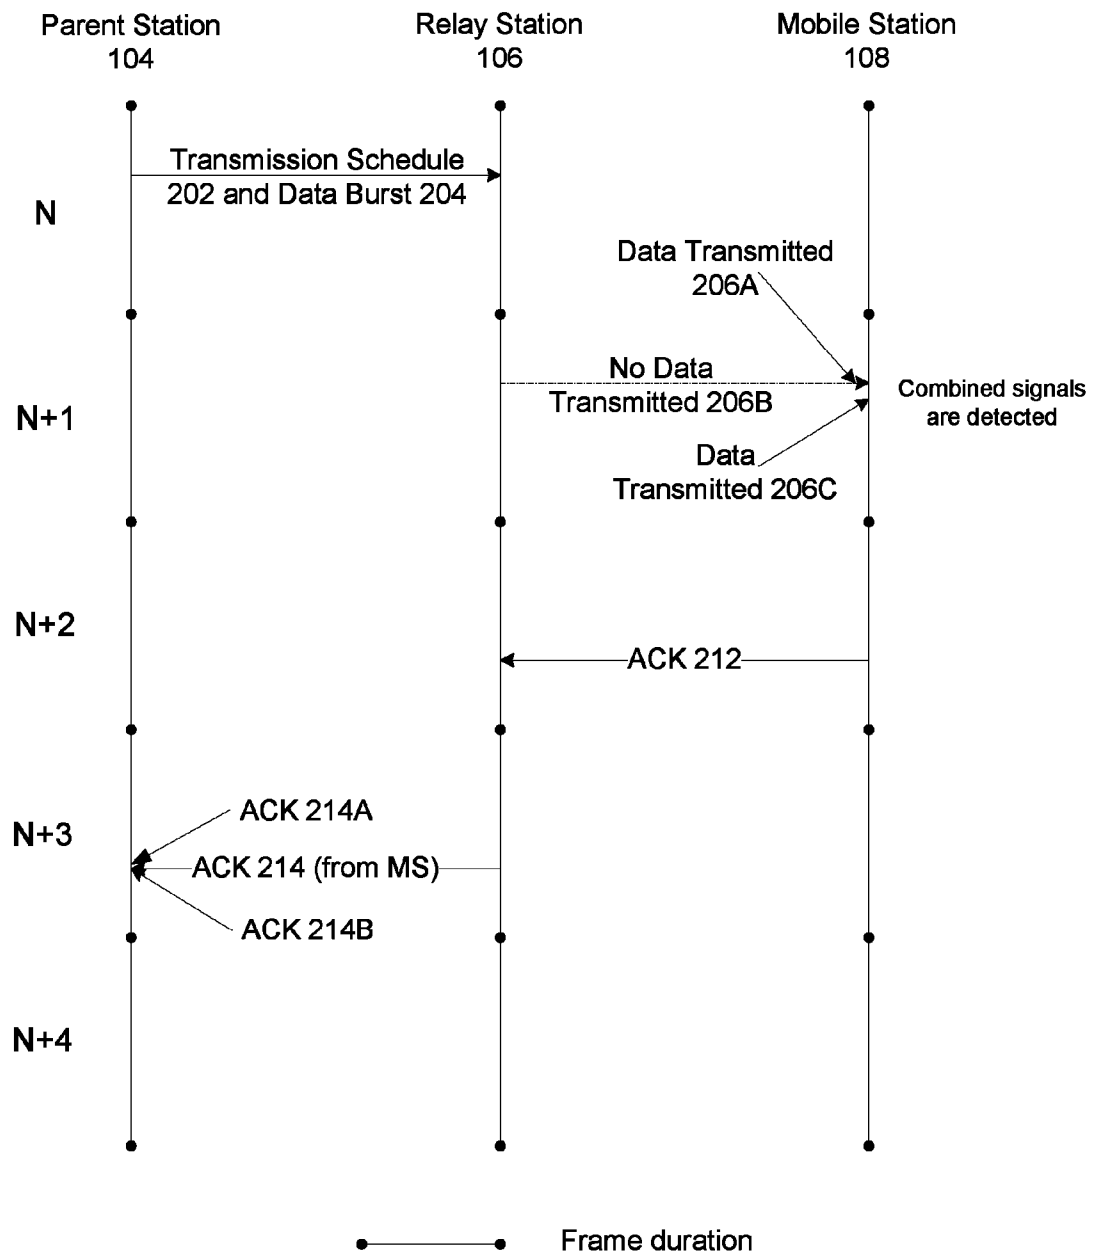 Parent Station
104
Relay Station
106
Mobile Station
108
Transmission Schedule
202 and Data Burst 204
N
Data Transmitted
206A
No Data
Transmitted 206B
Combined signals
are detected
N+1
Data
Transmitted 206C
N+2
ACK 212
ACK 214A
N+3
ACK 214 (from MS)
ACK 214B
N+4
Frame duration